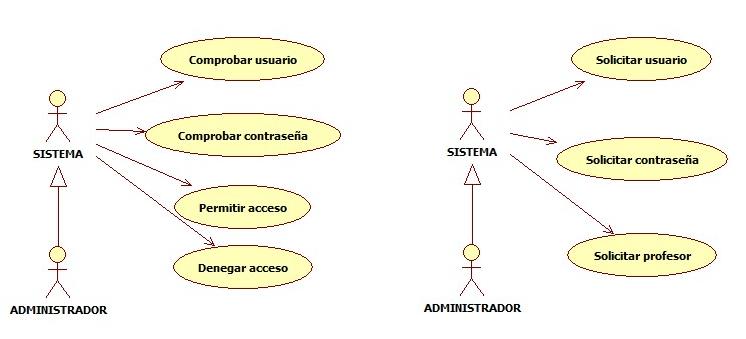 Comprobar usuario
Comprobar contraseña
SISTEMA
Permitir acceso
Denegar acceso
ADMINISTRADOR
Solicitar usuario
SISTEMA
Solicitar contraseña
Solicitar profesor
ADMINISTRADOR